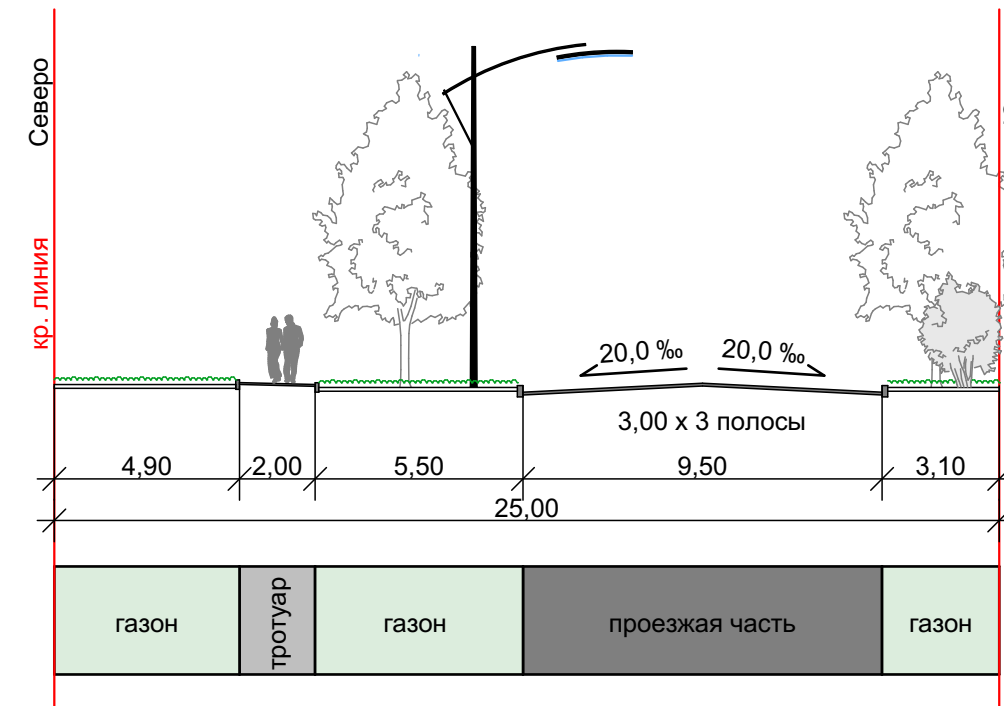 Северо
кр. линия
20,0 ‰
20,0 ‰
3,00 x 3 полосы
4,90
2,00
5,50
9,50
3,10
25,00
газон
тротуар
газон
проезжая часть
газон